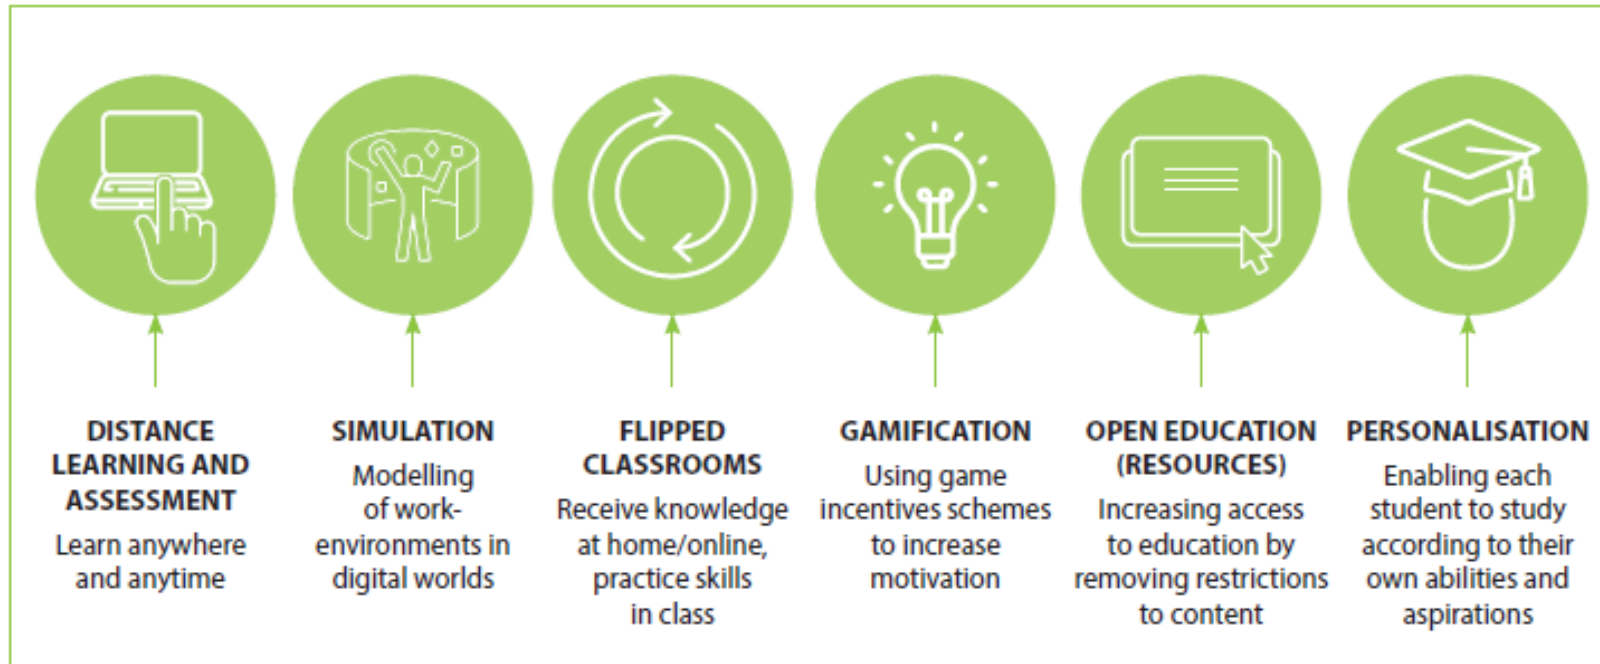 DISTANCE
LEARNING AND
ASSESSMENT
Learn anywhere
and anytime
SIMULATION
Modelling
of work-
environments in
digital worlds
FLIPPED
CLASSROOMS
Receive knowledge
at home/online,
practice skills
in class
GAMIFICATION
Using game
incentives schemes
to increase
motivation
OPEN EDUCATION
(RESOURCES)
Increasing access
to education by
removing restrictions
to content
PERSONALISATION
Enabling each
student to study
according to their
own abilities and
aspirations